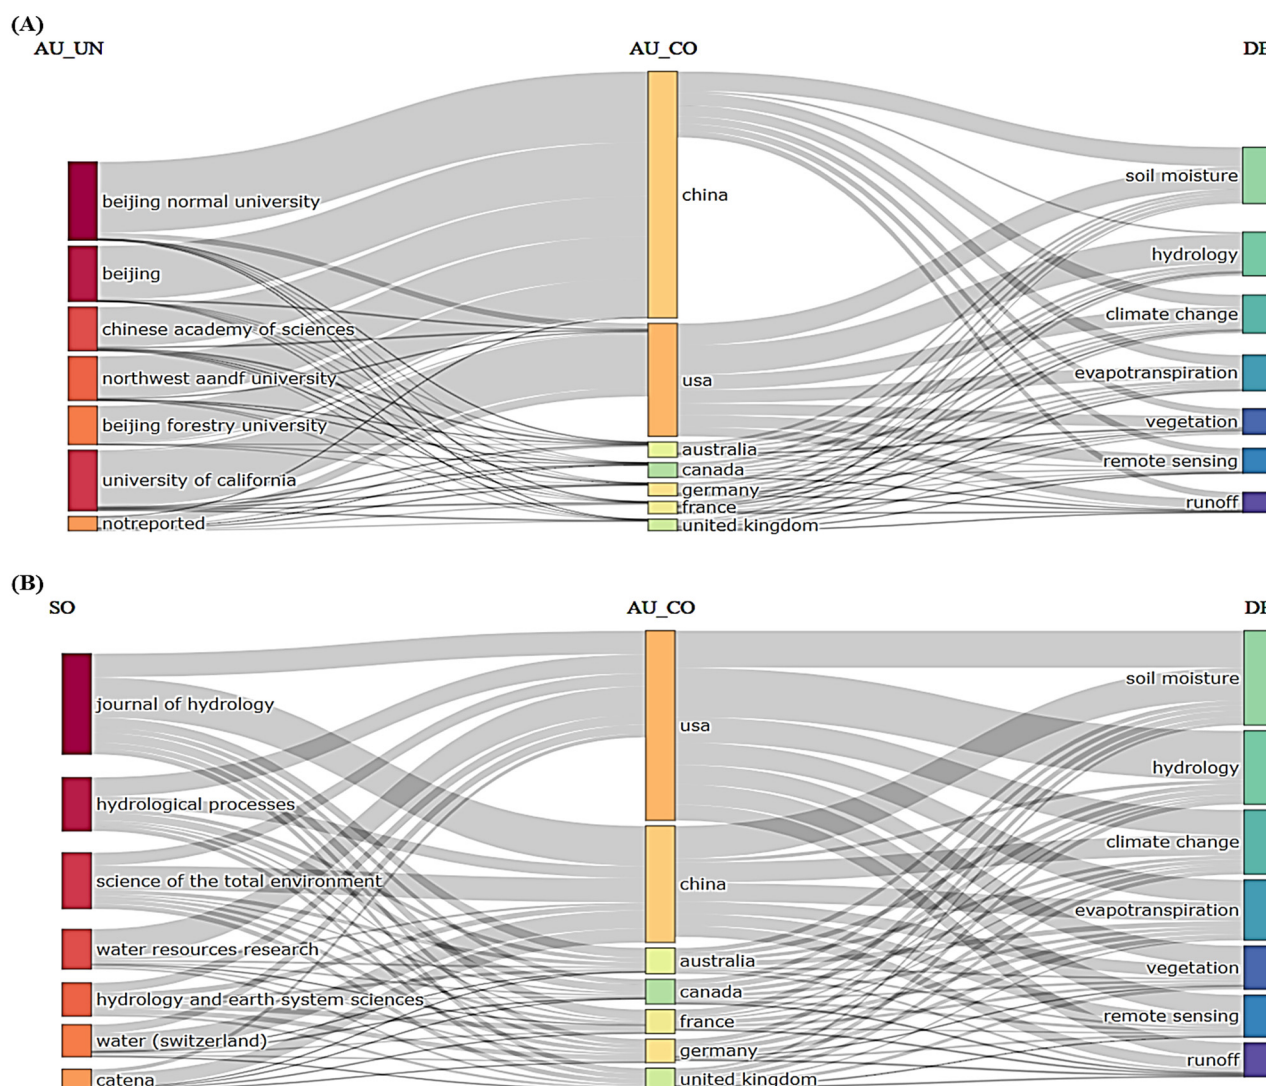 (A)
AU_UN AU_CO DE
beijing normal university
beijing
chinese academy of sciences
northwest aandf university
beijing forestry university
university of california
notreported
china
usa
australia
canada
germany
france
united kingdom
soil moisture
hydrology
climate change
evapotranspiration
vegetation
remote sensing
runoff
(B)
SO AU_CO DE
journal of hydrology
hydrological processes
science of the total environment
water resources research
hydrology and earth system sciences
water (switzerland)
catena
usa
china
australia
canada
france
germany
united kingdom
soil moisture
hydrology
climate change
evapotranspiration
vegetation
remote sensing
runoff